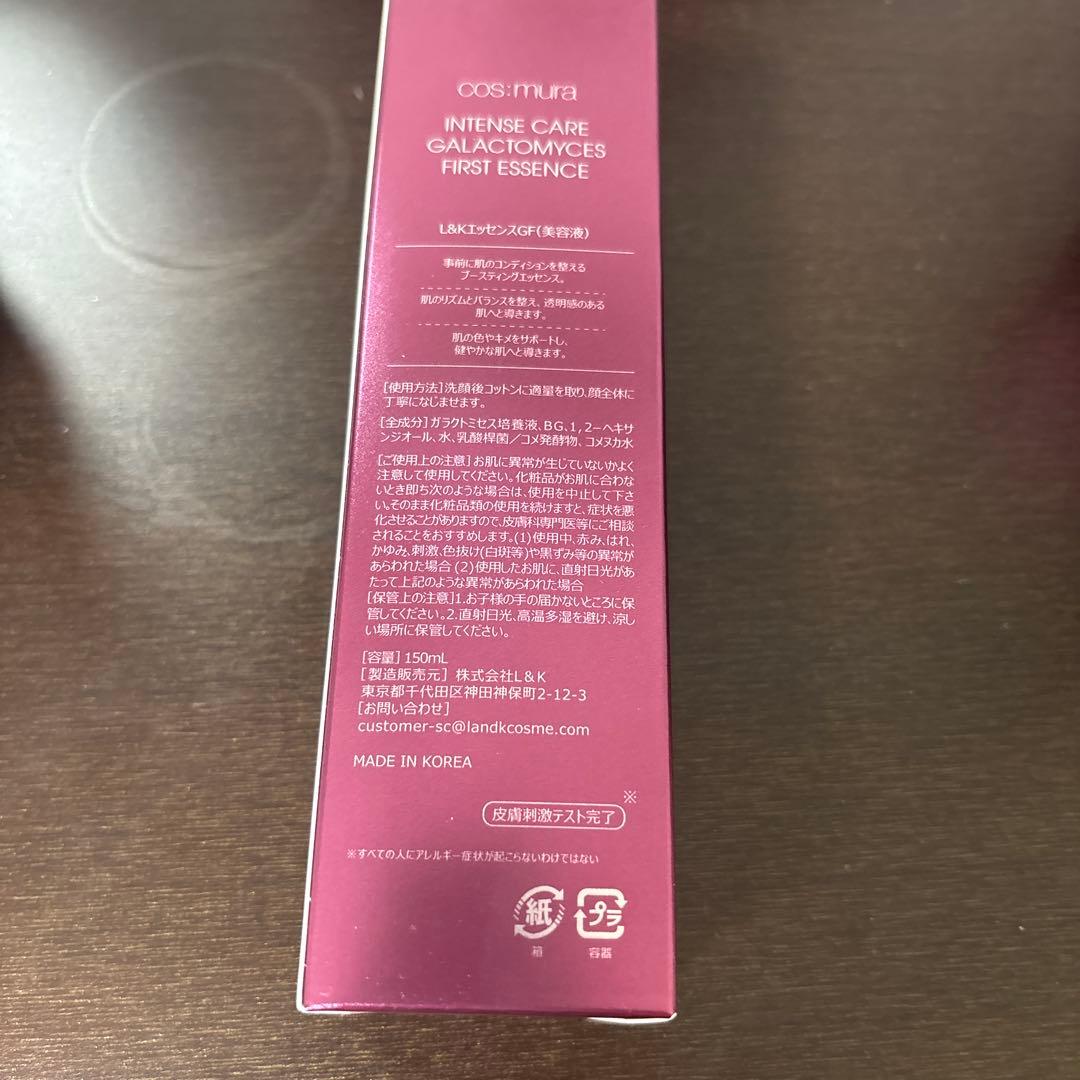 cos:mura
INTENSE CARE
GALACTOMYCES
FIRST ESSENCE
L&KエッセンスGF(美容液)
事前に肌のコンディションを整える
ブースティングエッセンス。
肌のリズムとバランスを整え、透明感のある
肌へと導きます。
肌の色やキメをサポートし、
健やかな肌へと導きます。
[使用方法]洗顔後コットンに適量を取り、顔全体に
丁寧になじませます。
[全成分]ガラクトミセス培養液、BG、1,2-ヘキサ
ンジオール、水、乳酸桿菌/コメ発酵物、コメヌカ水
[ご使用上の注意]お肌に異常が生じていないかよく
注意して使用してください。化粧品がお肌に合わな
いとき即ち次のような場合は、使用を中止して下さ
い。そのまま化粧品類の使用を続けますと、症状を悪
化させることがありますので、皮膚科専門医等にご相談
されることをおすすめします。(1)使用中、赤み、はれ、
かゆみ、刺激、色抜け(白斑等)や黒ずみ等の異常が
あらわれた場合 (2)使用したお肌に、直射日光があ
たって上記のような異常があらわれた場合
[保管上の注意]1.お子様の手の届かないところに保
管してください。2.直射日光、高温多湿を避け、涼し
い場所に保管してください。
[容量] 150mL
[製造販売元] 株式会社L&K
東京都千代田区神田神保町2-12-3
[お問い合わせ]
customer-sc@landkcosme.com
MADE IN KOREA
皮膚刺激テスト完了※
※すべての人にアレルギー症状が起こらないわけではない
紙 プラ
箱 容器